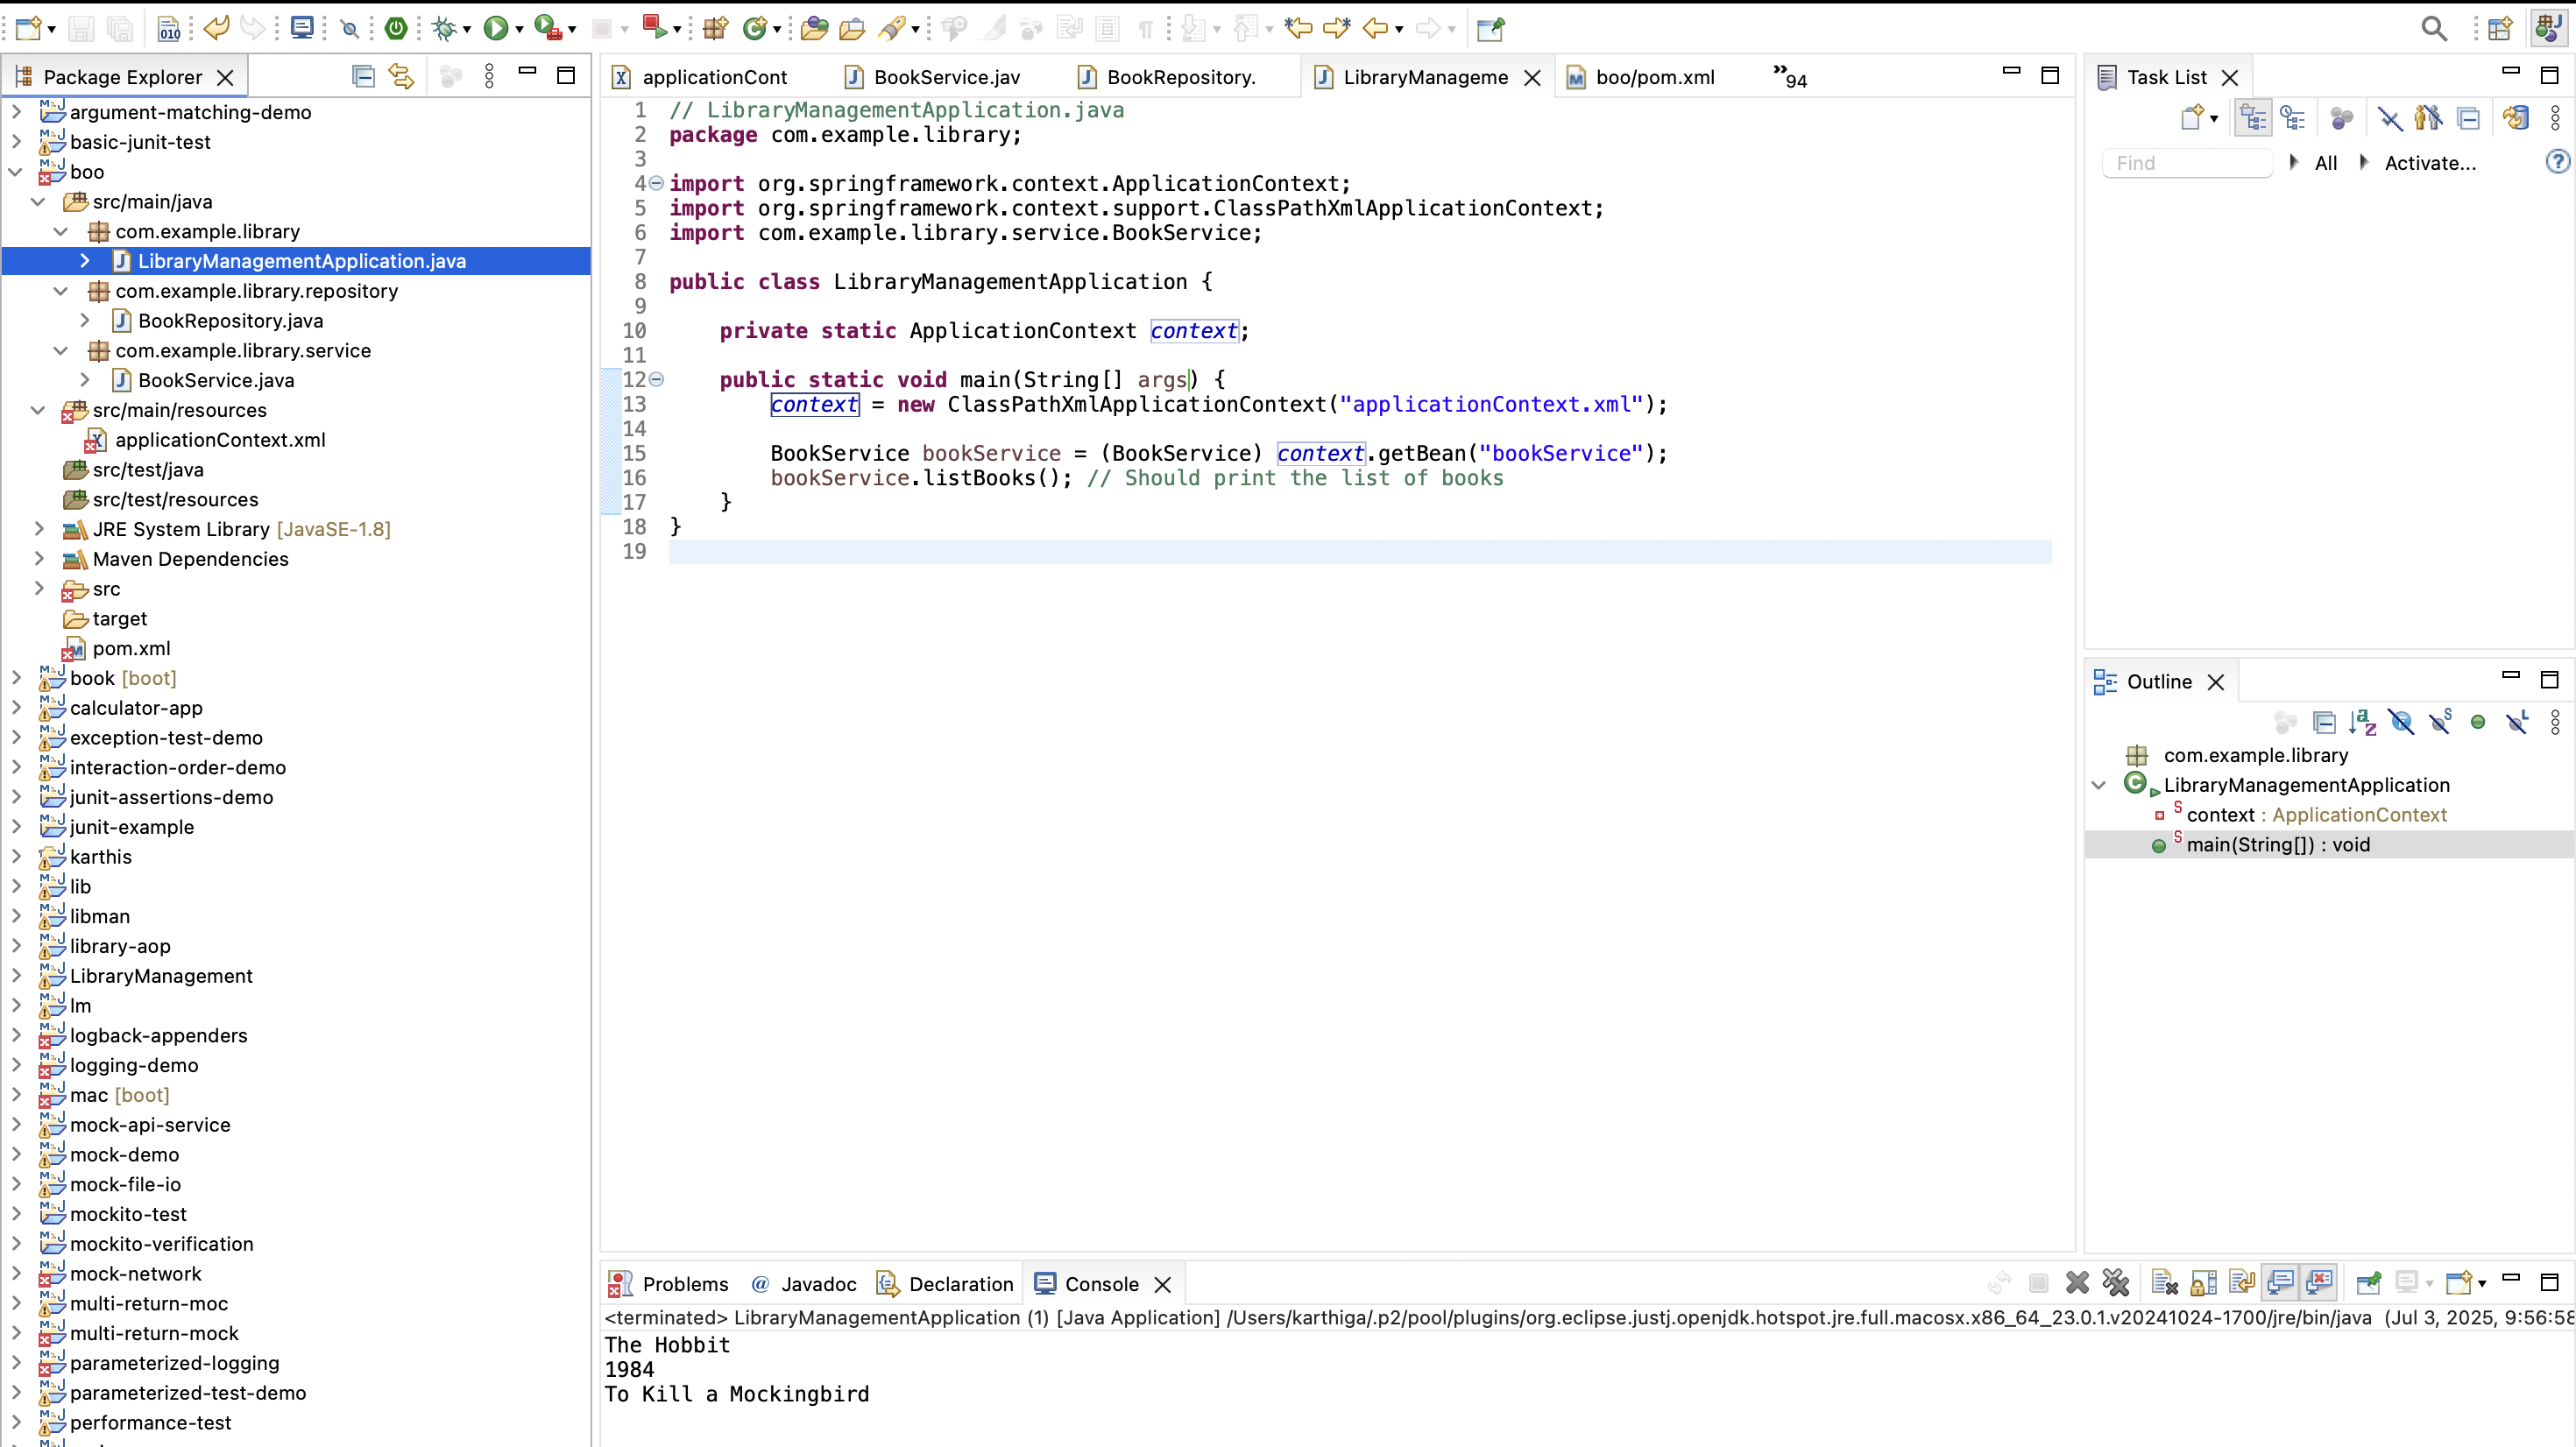 Package Explorer
argument-matching-demo
basic-junit-test
boo
src/main/java
com.example.library
LibraryManagementApplication.java
com.example.library.repository
BookRepository.java
com.example.library.service
BookService.java
src/main/resources
applicationContext.xml
src/test/java
src/test/resources
JRE System Library [JavaSE-1.8]
Maven Dependencies
src
target
pom.xml
book [boot]
calculator-app
exception-test-demo
interaction-order-demo
junit-assertions-demo
junit-example
karthis
lib
libman
library-aop
LibraryManagement
lm
logback-appenders
logging-demo
mac [boot]
mock-api-service
mock-demo
mock-file-io
mockito-test
mockito-verification
mock-network
multi-return-moc
multi-return-mock
parameterized-logging
parameterized-test-demo
performance-test
applicationCont BookService.jav BookRepository. LibraryManageme boo/pom.xml »94
1 // LibraryManagementApplication.java
2 package com.example.library;
3
4 import org.springframework.context.ApplicationContext;
5 import org.springframework.context.support.ClassPathXmlApplicationContext;
6 import com.example.library.service.BookService;
7
8 public class LibraryManagementApplication {
9
10 private static ApplicationContext context;
11
12 public static void main(String[] args) {
13 context = new ClassPathXmlApplicationContext("applicationContext.xml");
14
15 BookService bookService = (BookService) context.getBean("bookService");
16 bookService.listBooks(); // Should print the list of books
17 }
18 }
19
Problems Javadoc Declaration Console
<terminated> LibraryManagementApplication (1) [Java Application] /Users/karthiga/.p2/pool/plugins/org.eclipse.justj.openjdk.hotspot.jre.full.macosx.x86_64_23.0.1.v20241024-1700/jre/bin/java (Jul 3, 2025, 9:56:58
The Hobbit
1984
To Kill a Mockingbird
Task List
Find All Activate...
Outline
com.example.library
LibraryManagementApplication
context : ApplicationContext
main(String[]) : void